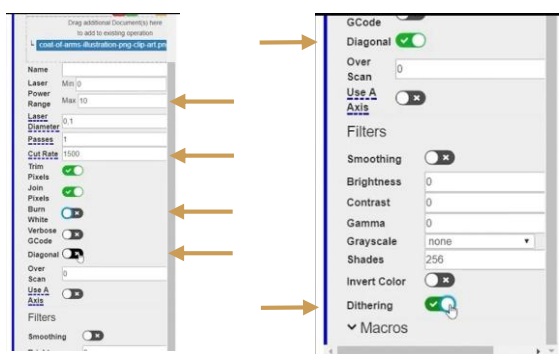 Drag additional Document(s) here
to add to existing operation
coat-of-arms-illustration-png-clip-art.pn
Name
Laser
Power
Range
Min 0
Max 10
Laser
Diameter
0.1
Passes
1
Cut Rate
1500
Trim
Pixels
Join
Pixels
Burn
White
Verbose
GCode
Diagonal
Over
Scan
0
Use A
Axis
Filters
Smoothing
GCode
Diagonal
Over
Scan
0
Use A
Axis
Filters
Smoothing
Brightness
0
Contrast
0
Gamma
0
Grayscale
none
Shades
256
Invert Color
Dithering
Macros